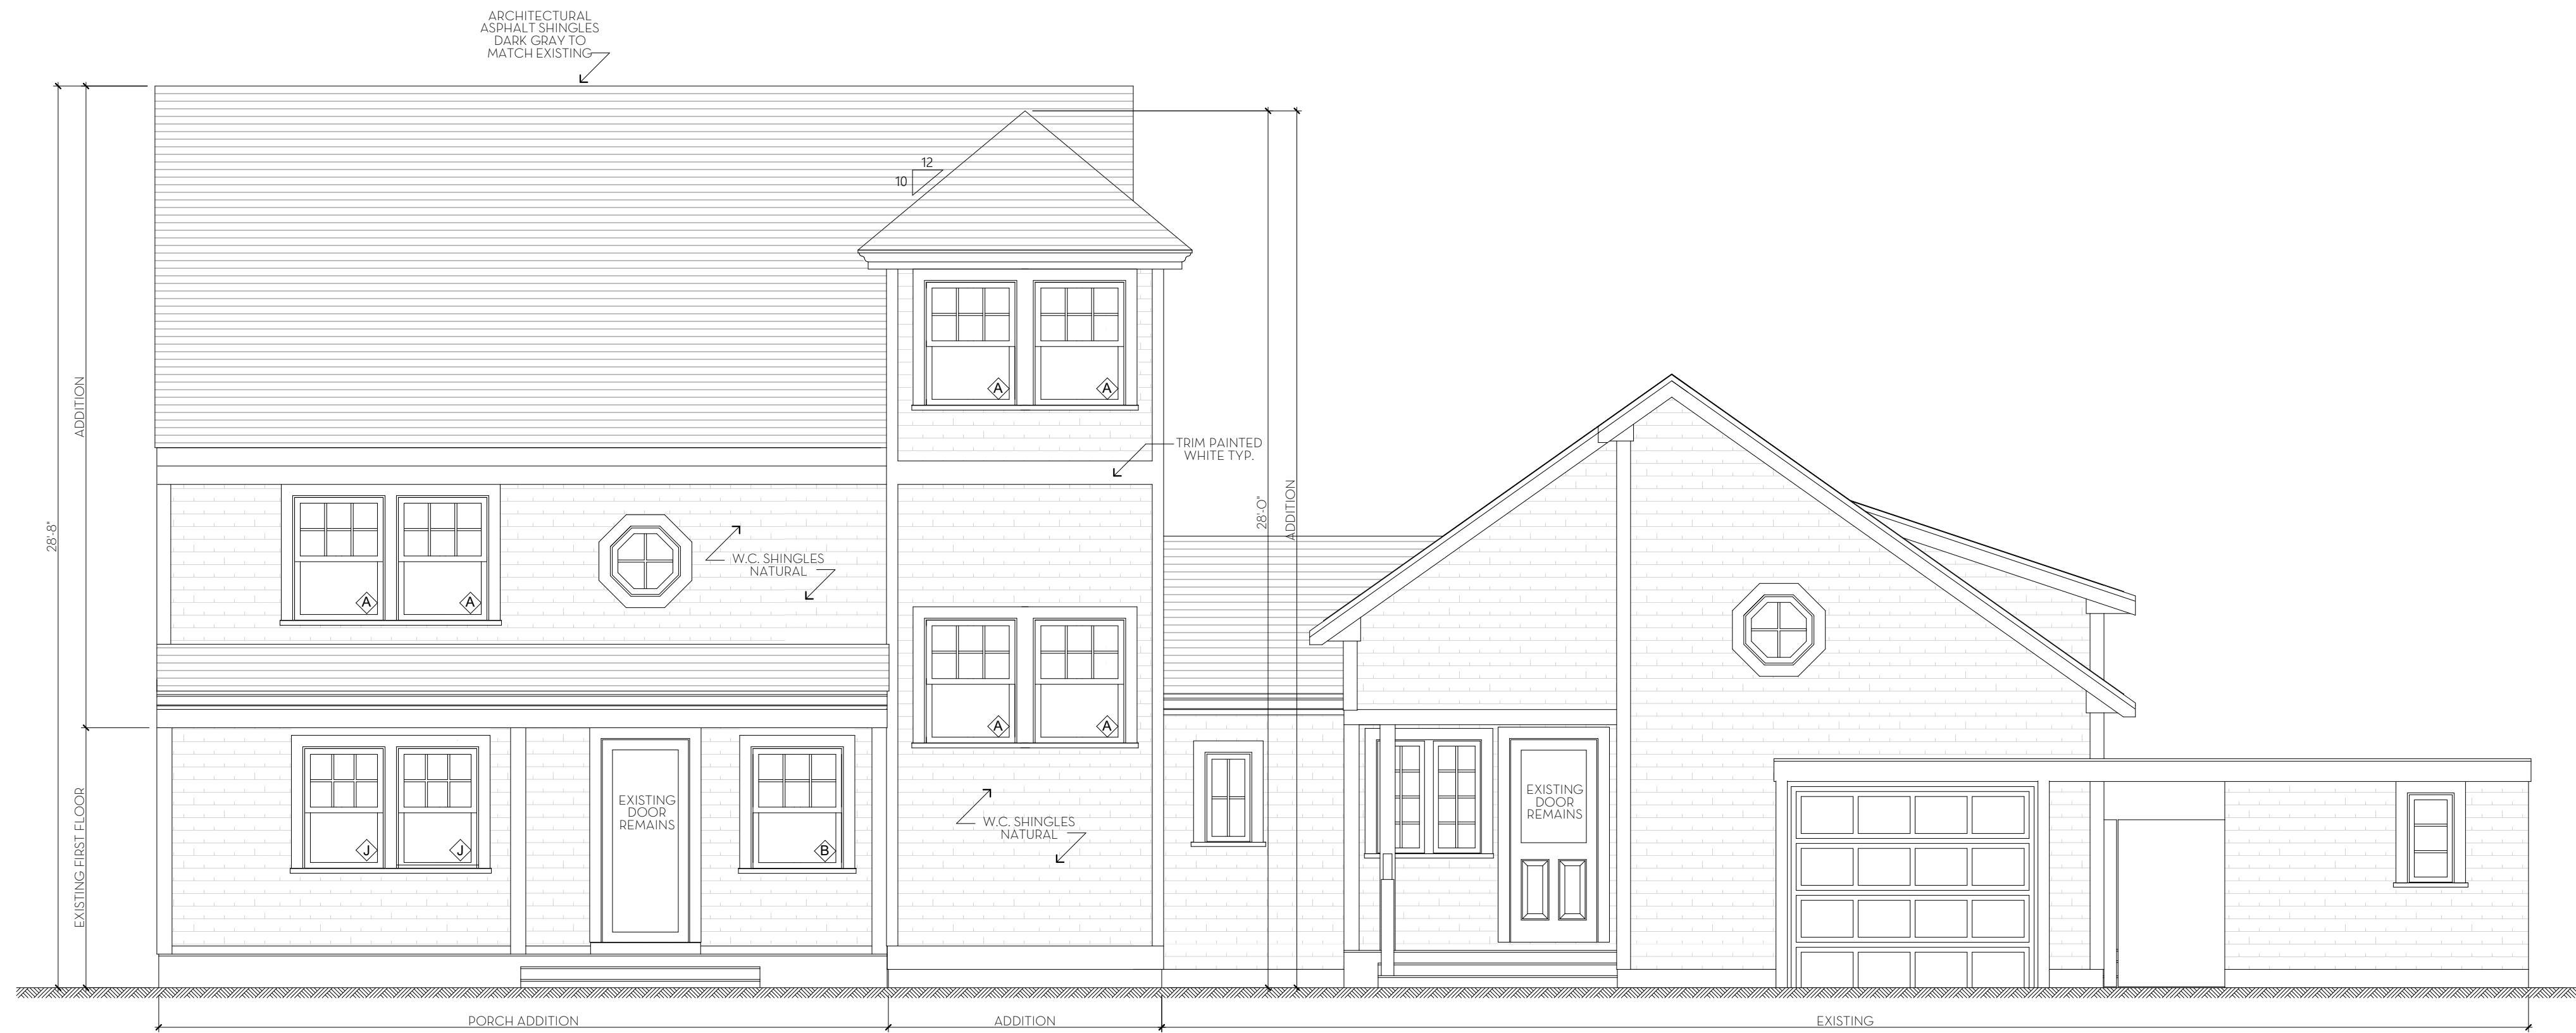 ARCHITECTURAL
ASPHALT SHINGLES
DARK GRAY TO
MATCH EXISTING
12
10
A
A
ADDITION
TRIM PAINTED
WHITE TYP.
28'-8"
28'-0"
ADDITION
W.C. SHINGLES
NATURAL
A
A
A
A
EXISTING FIRST FLOOR
EXISTING
DOOR
REMAINS
J
J
B
W.C. SHINGLES
NATURAL
EXISTING
DOOR
REMAINS
PORCH ADDITION
ADDITION
EXISTING